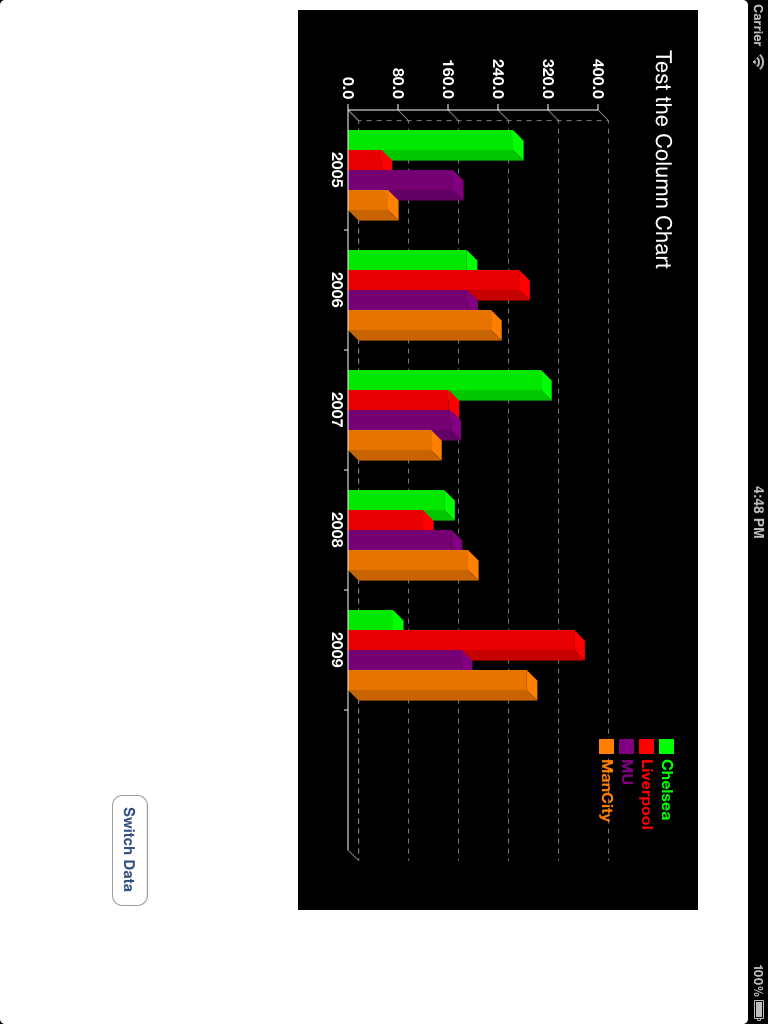 Carrier 4:48 PM 100%
Test the Column Chart
Chelsea
Liverpool
MU
ManCity
400.0
320.0
240.0
160.0
80.0
0.0
2005 2006 2007 2008 2009
Switch Data